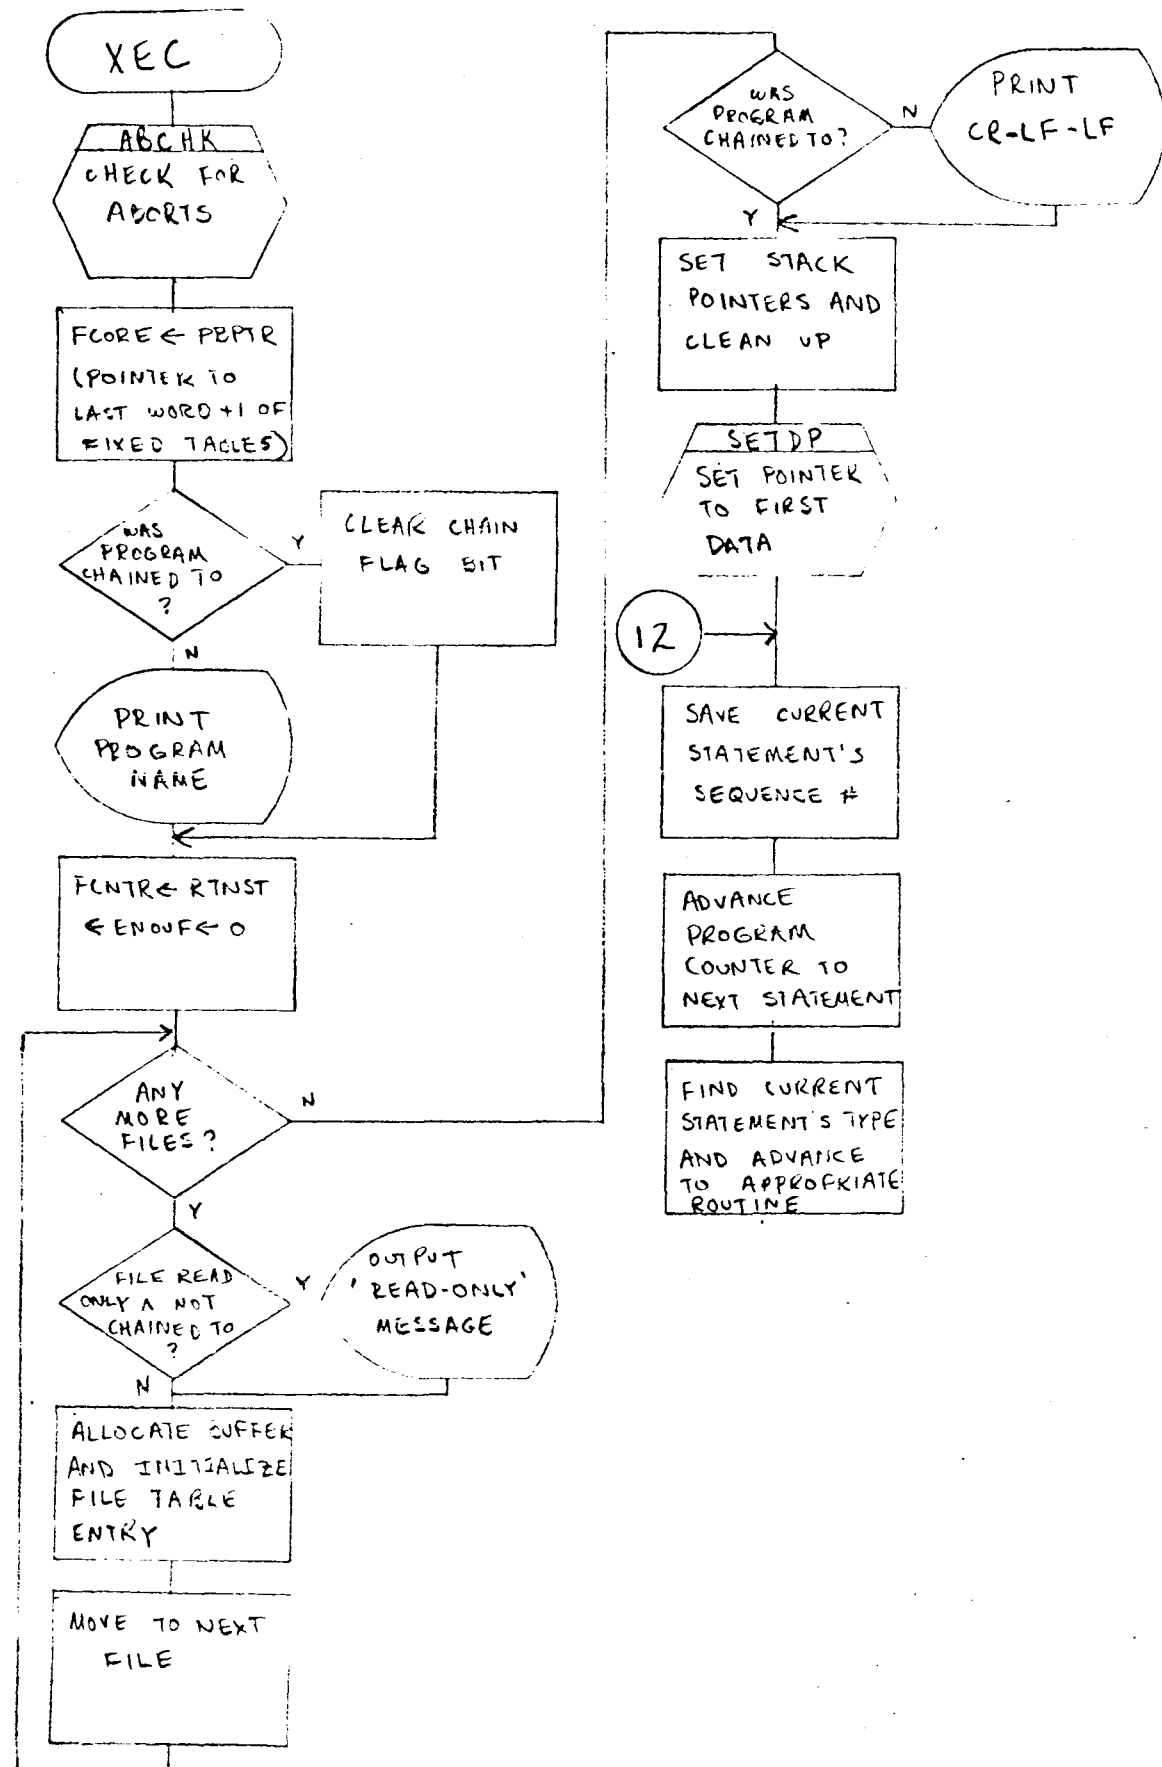 XEC
ABCHK
CHECK FOR
ABORTS
FCORE ← PBPTR
(POINTER TO
LAST WORD +1 OF
FIXED TABLES)
WAS
PROGRAM
CHAINED TO
?
Y
CLEAR CHAIN
FLAG BIT
N
PRINT
PROGRAM
NAME
FCNTR ← RTNST
← ENOUF ← 0
ANY
MORE
FILES?
N
Y
FILE READ
ONLY ∧ NOT
CHAINED TO
?
Y
OUTPUT
'READ-ONLY'
MESSAGE
N
ALLOCATE BUFFER
AND INITIALIZE
FILE TABLE
ENTRY
MOVE TO NEXT
FILE
WAS
PROGRAM
CHAINED TO?
N
PRINT
CR-LF-LF
Y
SET STACK
POINTERS AND
CLEAN UP
SETDP
SET POINTER
TO FIRST
DATA
12
SAVE CURRENT
STATEMENT'S
SEQUENCE #
ADVANCE
PROGRAM
COUNTER TO
NEXT STATEMENT
FIND CURRENT
STATEMENT'S TYPE
AND ADVANCE
TO APPROPRIATE
ROUTINE